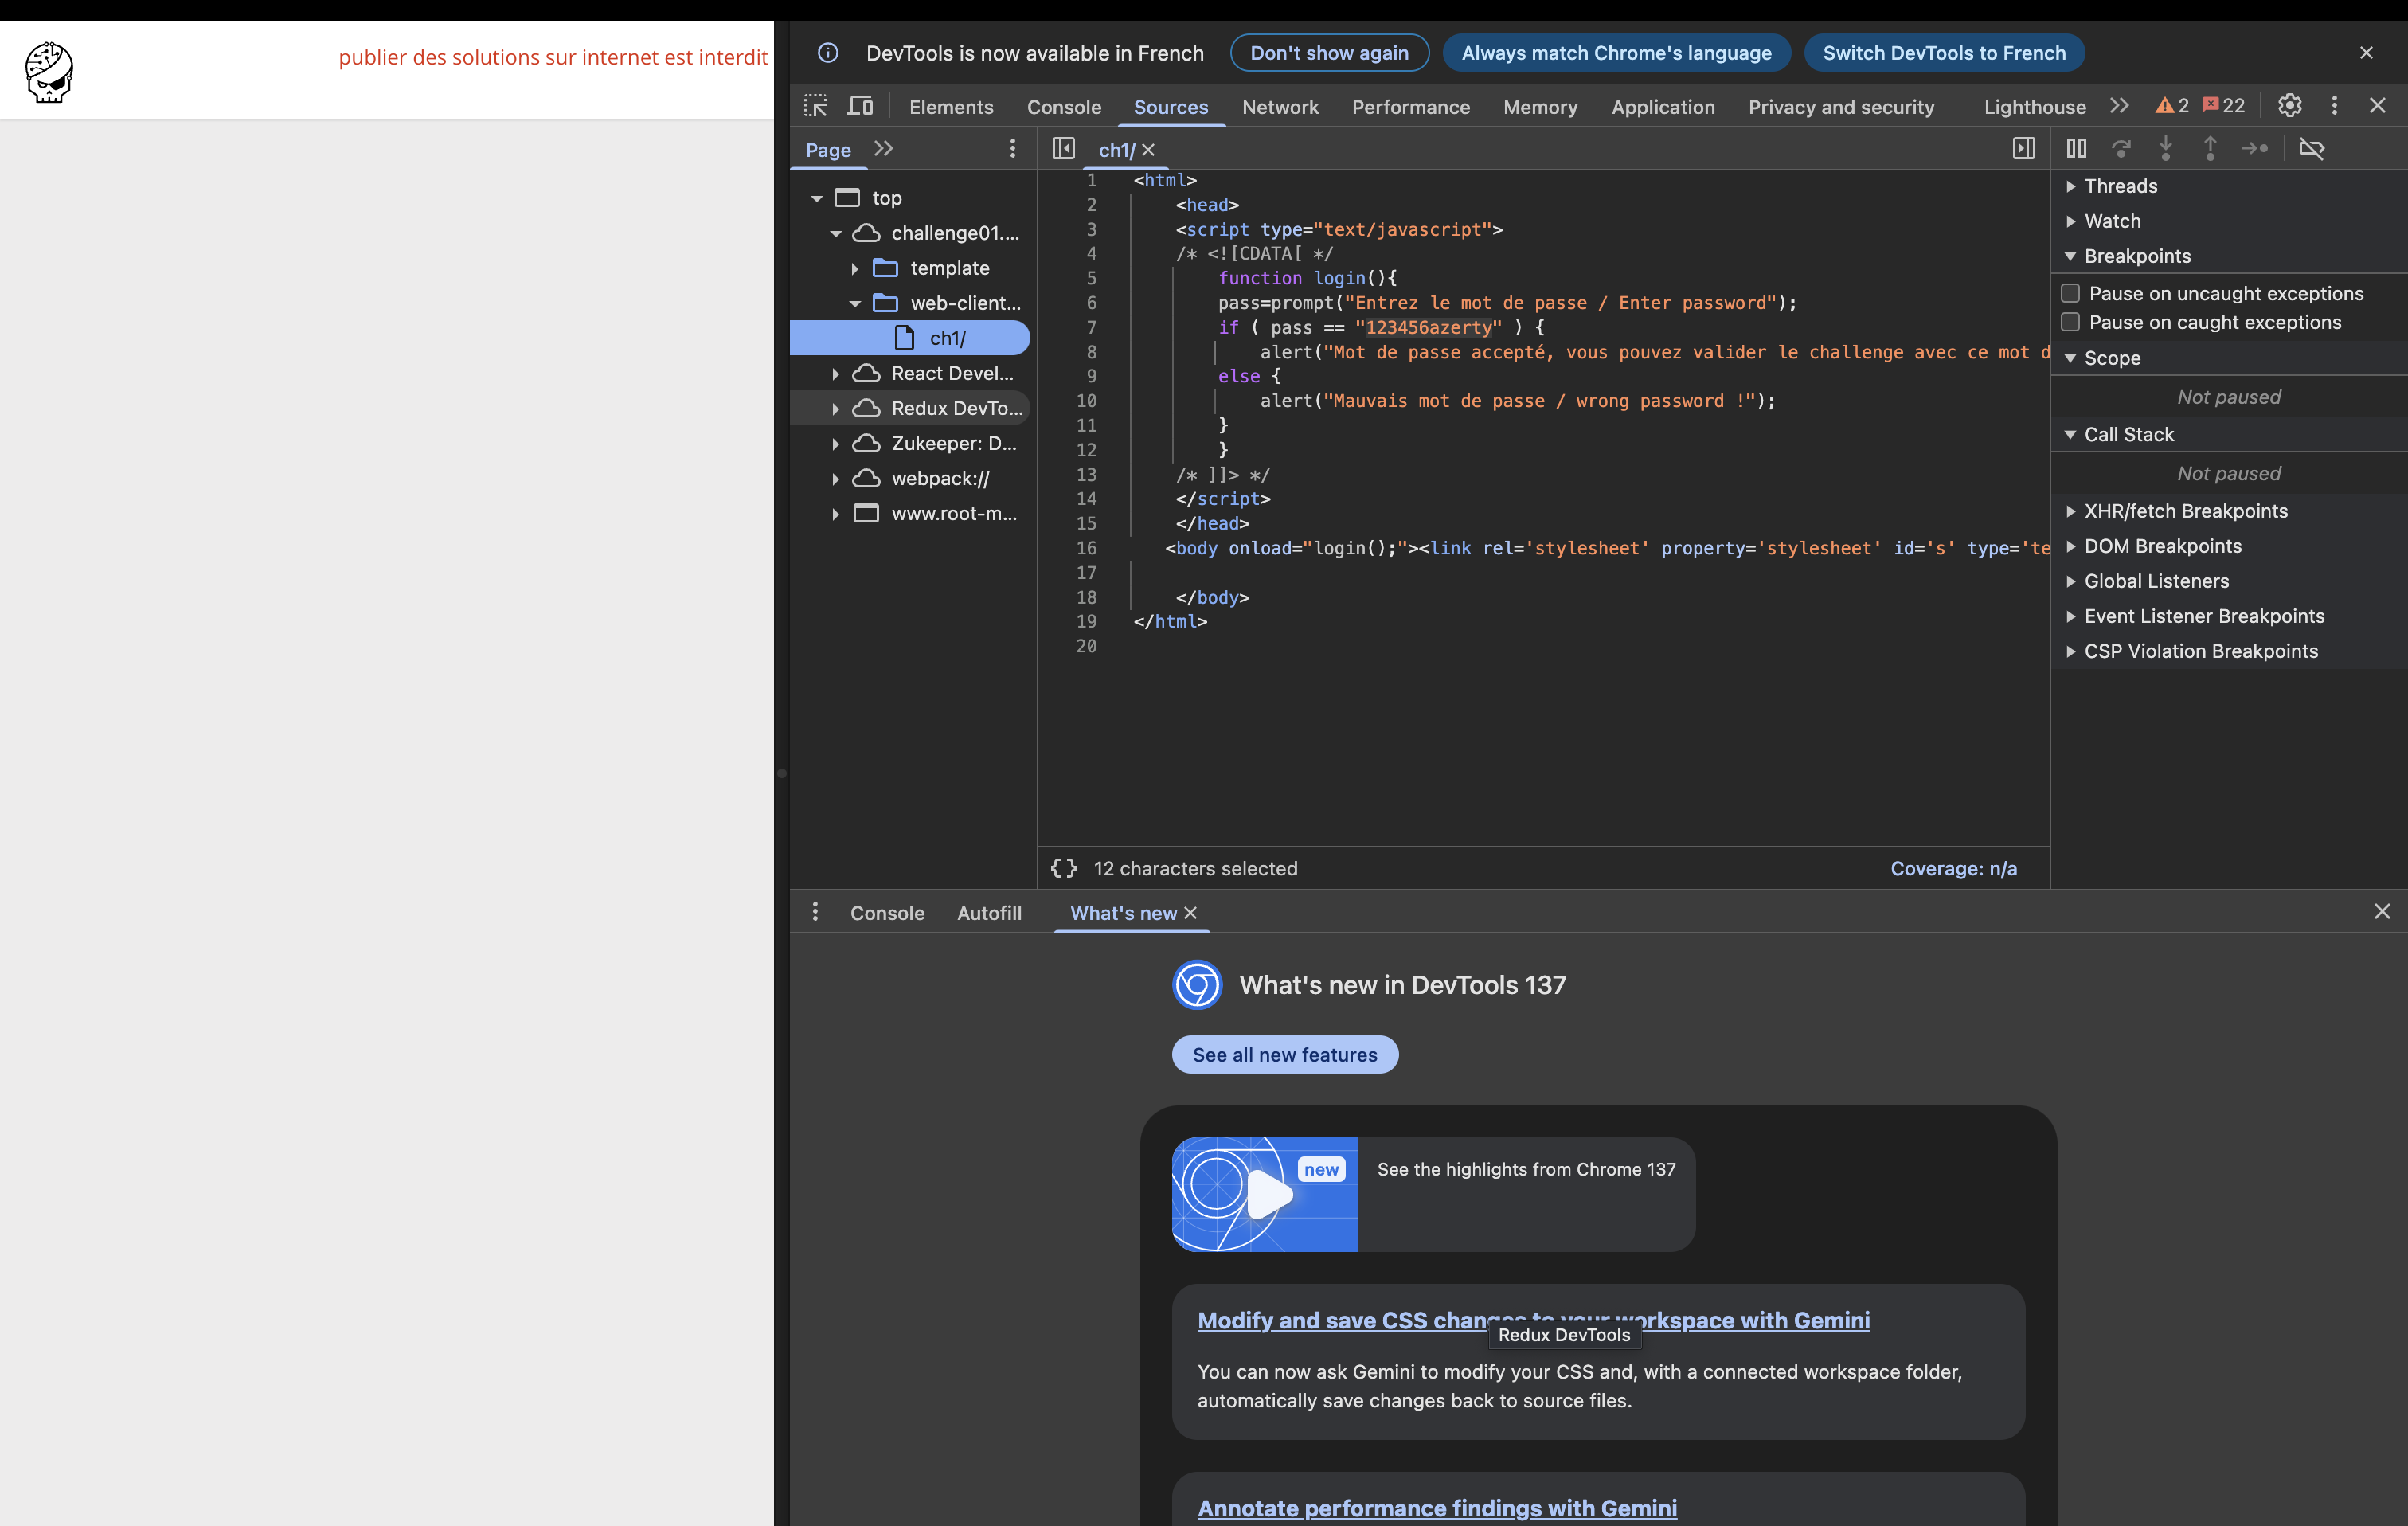 publier des solutions sur internet est interdit
DevTools is now available in French
Don't show again
Always match Chrome's language
Switch DevTools to French
Elements
Console
Sources
Network
Performance
Memory
Application
Privacy and security
Lighthouse
2
22
Page
ch1/
top
challenge01....
template
web-client...
ch1/
React Devel...
Redux DevTo...
Zukeeper: D...
webpack://
www.root-m...
1 <html>
2 <head>
3 <script type="text/javascript">
4 /* <![CDATA[ */
5 function login(){
6 pass=prompt("Entrez le mot de passe / Enter password");
7 if ( pass == "123456azerty" ) {
8 alert("Mot de passe accepté, vous pouvez valider le challenge avec ce mot d
9 else {
10 alert("Mauvais mot de passe / wrong password !");
11 }
12 }
13 /* ]]> */
14 </script>
15 </head>
16 <body onload="login();"><link rel='stylesheet' property='stylesheet' id='s' type='te
17
18 </body>
19 </html>
20
{} 12 characters selected
Coverage: n/a
Threads
Watch
Breakpoints
Pause on uncaught exceptions
Pause on caught exceptions
Scope
Not paused
Call Stack
Not paused
XHR/fetch Breakpoints
DOM Breakpoints
Global Listeners
Event Listener Breakpoints
CSP Violation Breakpoints
Console
Autofill
What's new
What's new in DevTools 137
See all new features
new
See the highlights from Chrome 137
Modify and save CSS changes to your workspace with Gemini
Redux DevTools
You can now ask Gemini to modify your CSS and, with a connected workspace folder,
automatically save changes back to source files.
Annotate performance findings with Gemini